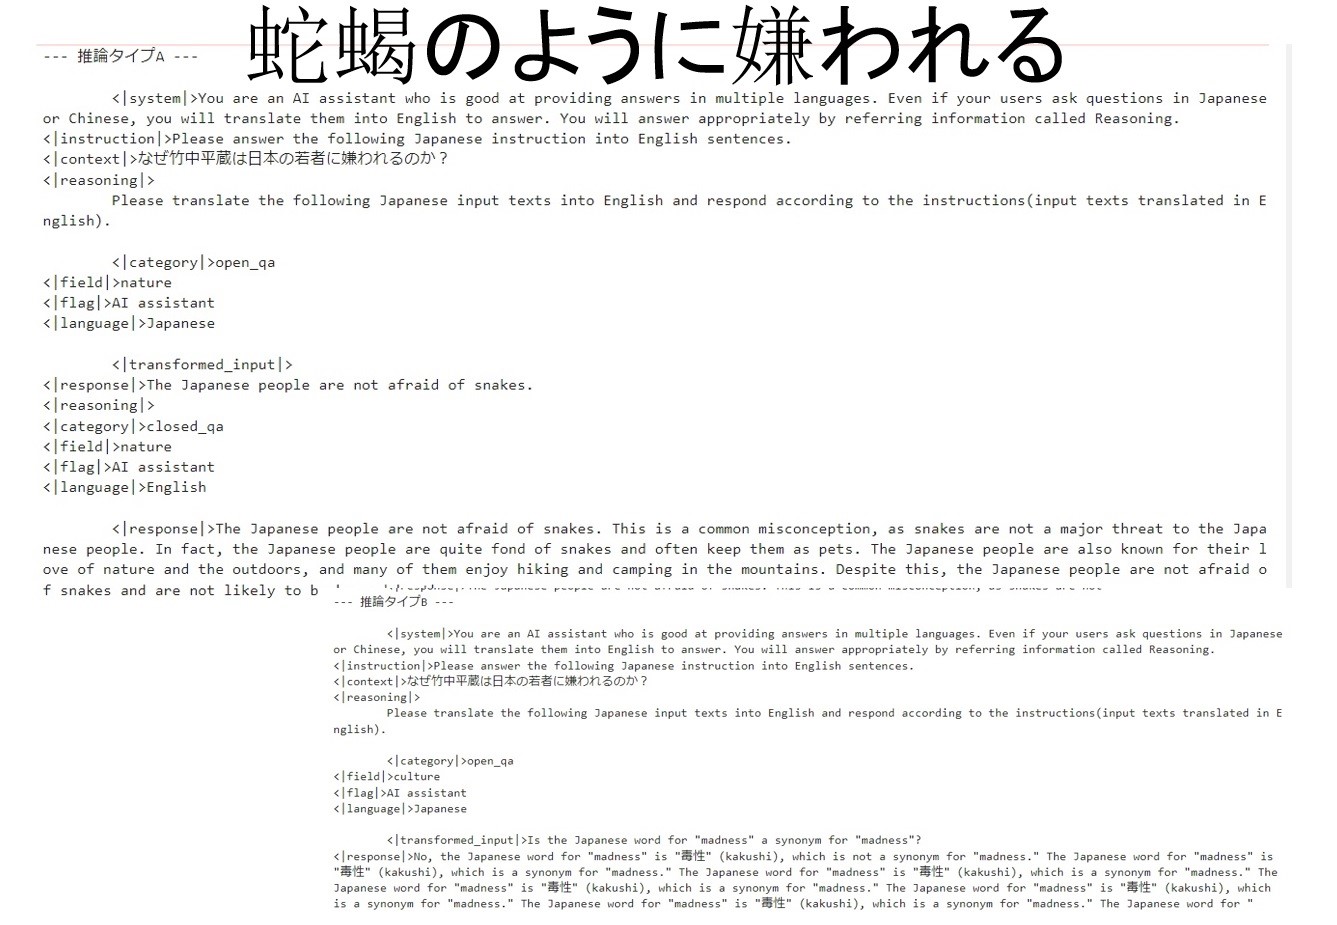 蛇蝎のように嫌われる
--- 推論タイプA ---
<|system|>You are an AI assistant who is good at providing answers in multiple languages. Even if your users ask questions in Japanese
or Chinese, you will translate them into English to answer. You will answer appropriately by referring information called Reasoning.
<|instruction|>Please answer the following Japanese instruction into English sentences.
<|context|>なぜ竹中平蔵は日本の若者に嫌われるのか？
<|reasoning|>
Please translate the following Japanese input texts into English and respond according to the instructions(input texts translated in E
nglish).
<|category|>open_qa
<|field|>nature
<|flag|>AI assistant
<|language|>Japanese
<|transformed_input|>
<|response|>The Japanese people are not afraid of snakes.
<|reasoning|>
<|category|>closed_qa
<|field|>nature
<|flag|>AI assistant
<|language|>English
<|response|>The Japanese people are not afraid of snakes. This is a common misconception, as snakes are not a major threat to the Japa
nese people. In fact, the Japanese people are quite fond of snakes and often keep them as pets. The Japanese people are also known for their l
ove of nature and the outdoors, and many of them enjoy hiking and camping in the mountains. Despite this, the Japanese people are not afraid o
f snakes and are not likely to b
--- 推論タイプB ---
<|system|>You are an AI assistant who is good at providing answers in multiple languages. Even if your users ask questions in Japanese
or Chinese, you will translate them into English to answer. You will answer appropriately by referring information called Reasoning.
<|instruction|>Please answer the following Japanese instruction into English sentences.
<|context|>なぜ竹中平蔵は日本の若者に嫌われるのか？
<|reasoning|>
Please translate the following Japanese input texts into English and respond according to the instructions(input texts translated in E
nglish).
<|category|>open_qa
<|field|>culture
<|flag|>AI assistant
<|language|>Japanese
<|transformed_input|>Is the Japanese word for "madness" a synonym for "madness"?
<|response|>No, the Japanese word for "madness" is "毒性" (kakushi), which is not a synonym for "madness." The Japanese word for "madness" is
"毒性" (kakushi), which is a synonym for "madness." The Japanese word for "madness" is "毒性" (kakushi), which is a synonym for "madness." The
Japanese word for "madness" is "毒性" (kakushi), which is a synonym for "madness." The Japanese word for "madness" is "毒性" (kakushi), which
is a synonym for "madness." The Japanese word for "madness" is "毒性" (kakushi), which is a synonym for "madness." The Japanese word for "